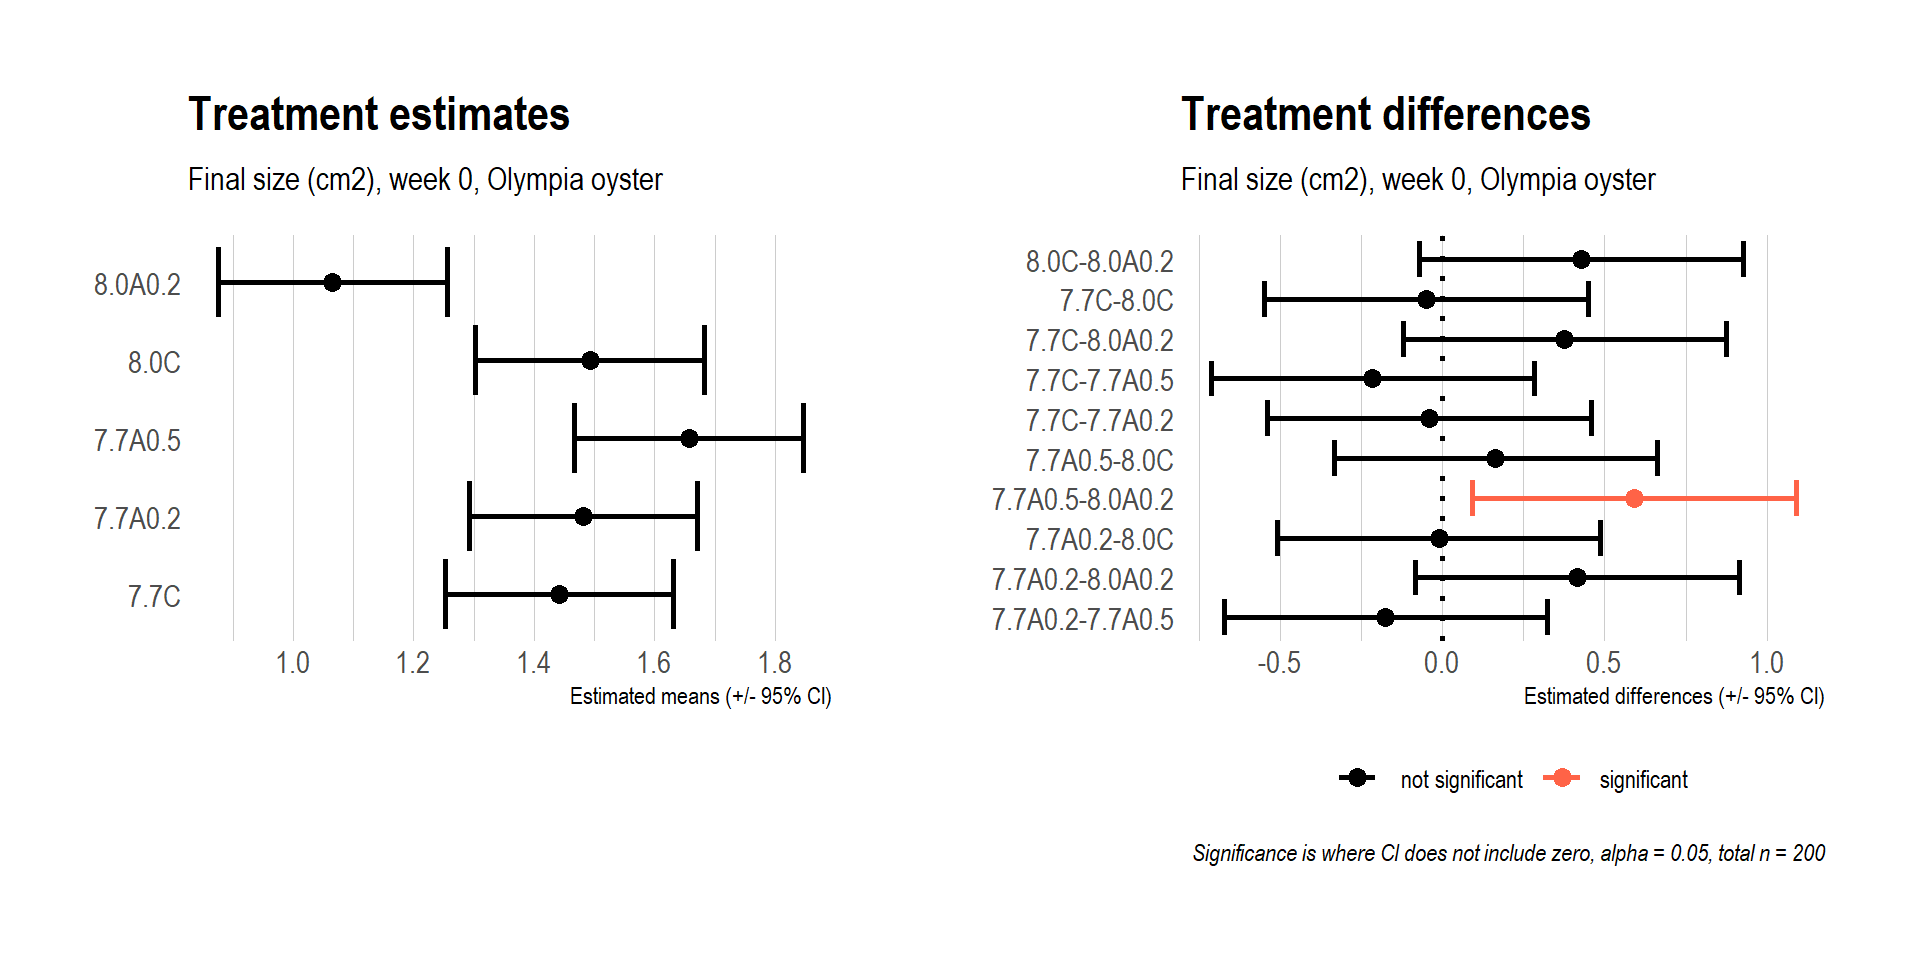 Treatment estimates
Final size (cm2), week 0, Olympia oyster
8.0A0.2
8.0C
7.7A0.5
7.7A0.2
7.7C
1.0 1.2 1.4 1.6 1.8
Estimated means (+/- 95% CI)
Treatment differences
Final size (cm2), week 0, Olympia oyster
8.0C-8.0A0.2
7.7C-8.0C
7.7C-8.0A0.2
7.7C-7.7A0.5
7.7C-7.7A0.2
7.7A0.5-8.0C
7.7A0.5-8.0A0.2
7.7A0.2-8.0C
7.7A0.2-8.0A0.2
7.7A0.2-7.7A0.5
-0.5 0.0 0.5 1.0
Estimated differences (+/- 95% CI)
not significant significant
Significance is where CI does not include zero, alpha = 0.05, total n = 200